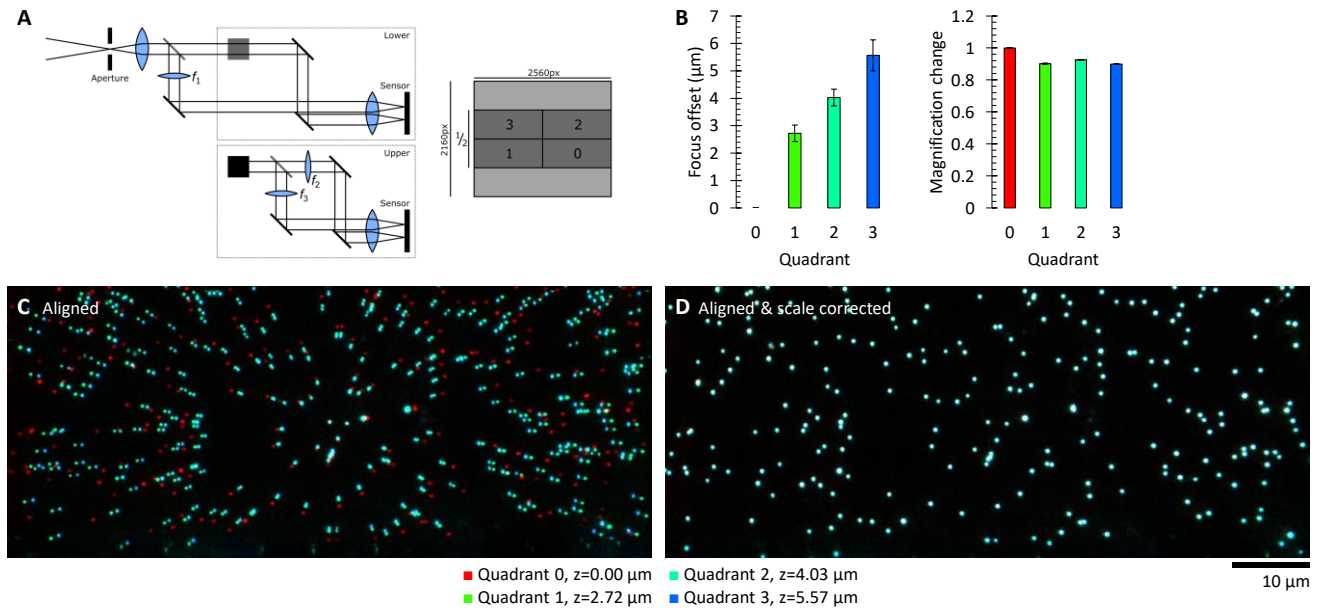 A
Lower
Aperture
f1
Sensor
Upper
f2
f3
Sensor
2560px
2160px
1/2
3 2
1 0
B
Focus offset (µm)
7
6
5
4
3
2
1
0
0 1 2 3
Quadrant
Magnification change
1.2
1
0.8
0.6
0.4
0.2
0
0 1 2 3
Quadrant
C Aligned
D Aligned & scale corrected
Quadrant 0, z=0.00 µm
Quadrant 2, z=4.03 µm
Quadrant 1, z=2.72 µm
Quadrant 3, z=5.57 µm
10 µm